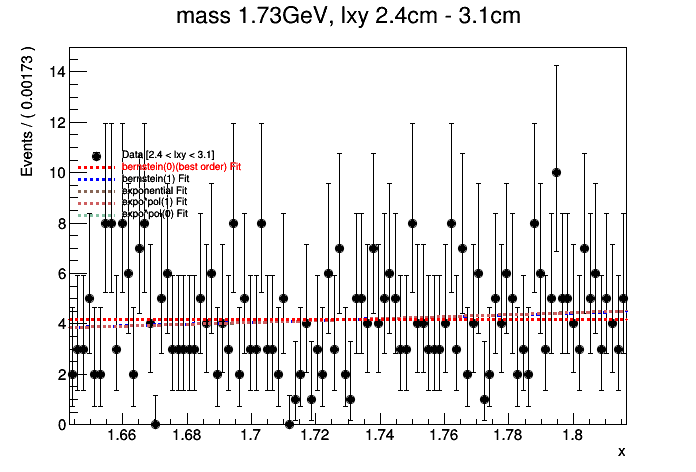 mass 1.73GeV, lxy 2.4cm - 3.1cm
Events / ( 0.00173 )
14
12
10
8
6
4
2
0
Data [2.4 < lxy < 3.1]
bernstein(0)(best order) Fit
bernstein(1) Fit
exponential Fit
expo*pol(1) Fit
expo*pol(0) Fit
1.66 1.68 1.7 1.72 1.74 1.76 1.78 1.8
x